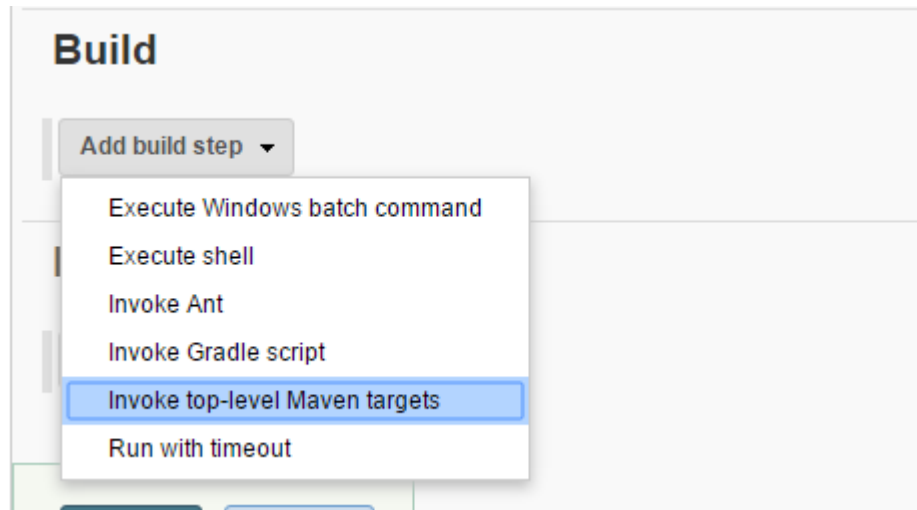 Build
Add build step
Execute Windows batch command
Execute shell
Invoke Ant
Invoke Gradle script
Invoke top-level Maven targets
Run with timeout